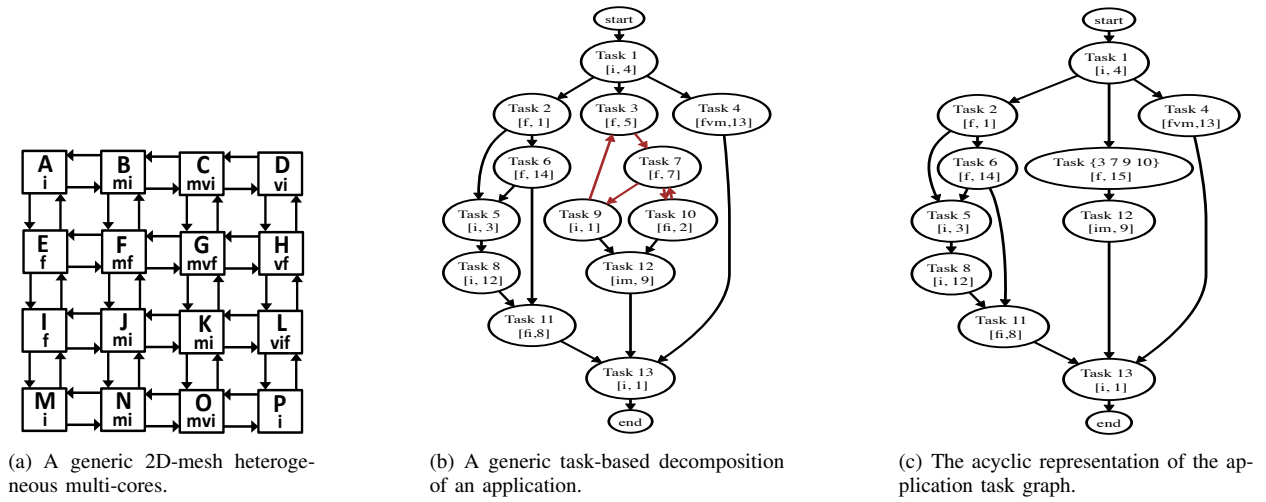 A
i
B
mi
C
mvi
D
vi
E
f
F
mf
G
mvf
H
vf
I
f
J
mi
K
mi
L
vif
M
i
N
mi
O
mvi
P
i
(a) A generic 2D-mesh heteroge-
neous multi-cores.
start
Task 1
[i, 4]
Task 2
[f, 1]
Task 3
[f, 5]
Task 4
[fvm,13]
Task 6
[f, 14]
Task 7
[f, 7]
Task 5
[i, 3]
Task 9
[i, 1]
Task 10
[fi, 2]
Task 8
[i, 12]
Task 12
[im, 9]
Task 11
[fi,8]
Task 13
[i, 1]
end
(b) A generic task-based decomposition
of an application.
start
Task 1
[i, 4]
Task 2
[f, 1]
Task 4
[fvm,13]
Task 6
[f, 14]
Task {3 7 9 10}
[f, 15]
Task 5
[i, 3]
Task 12
[im, 9]
Task 8
[i, 12]
Task 11
[fi,8]
Task 13
[i, 1]
end
(c) The acyclic representation of the ap-
plication task graph.